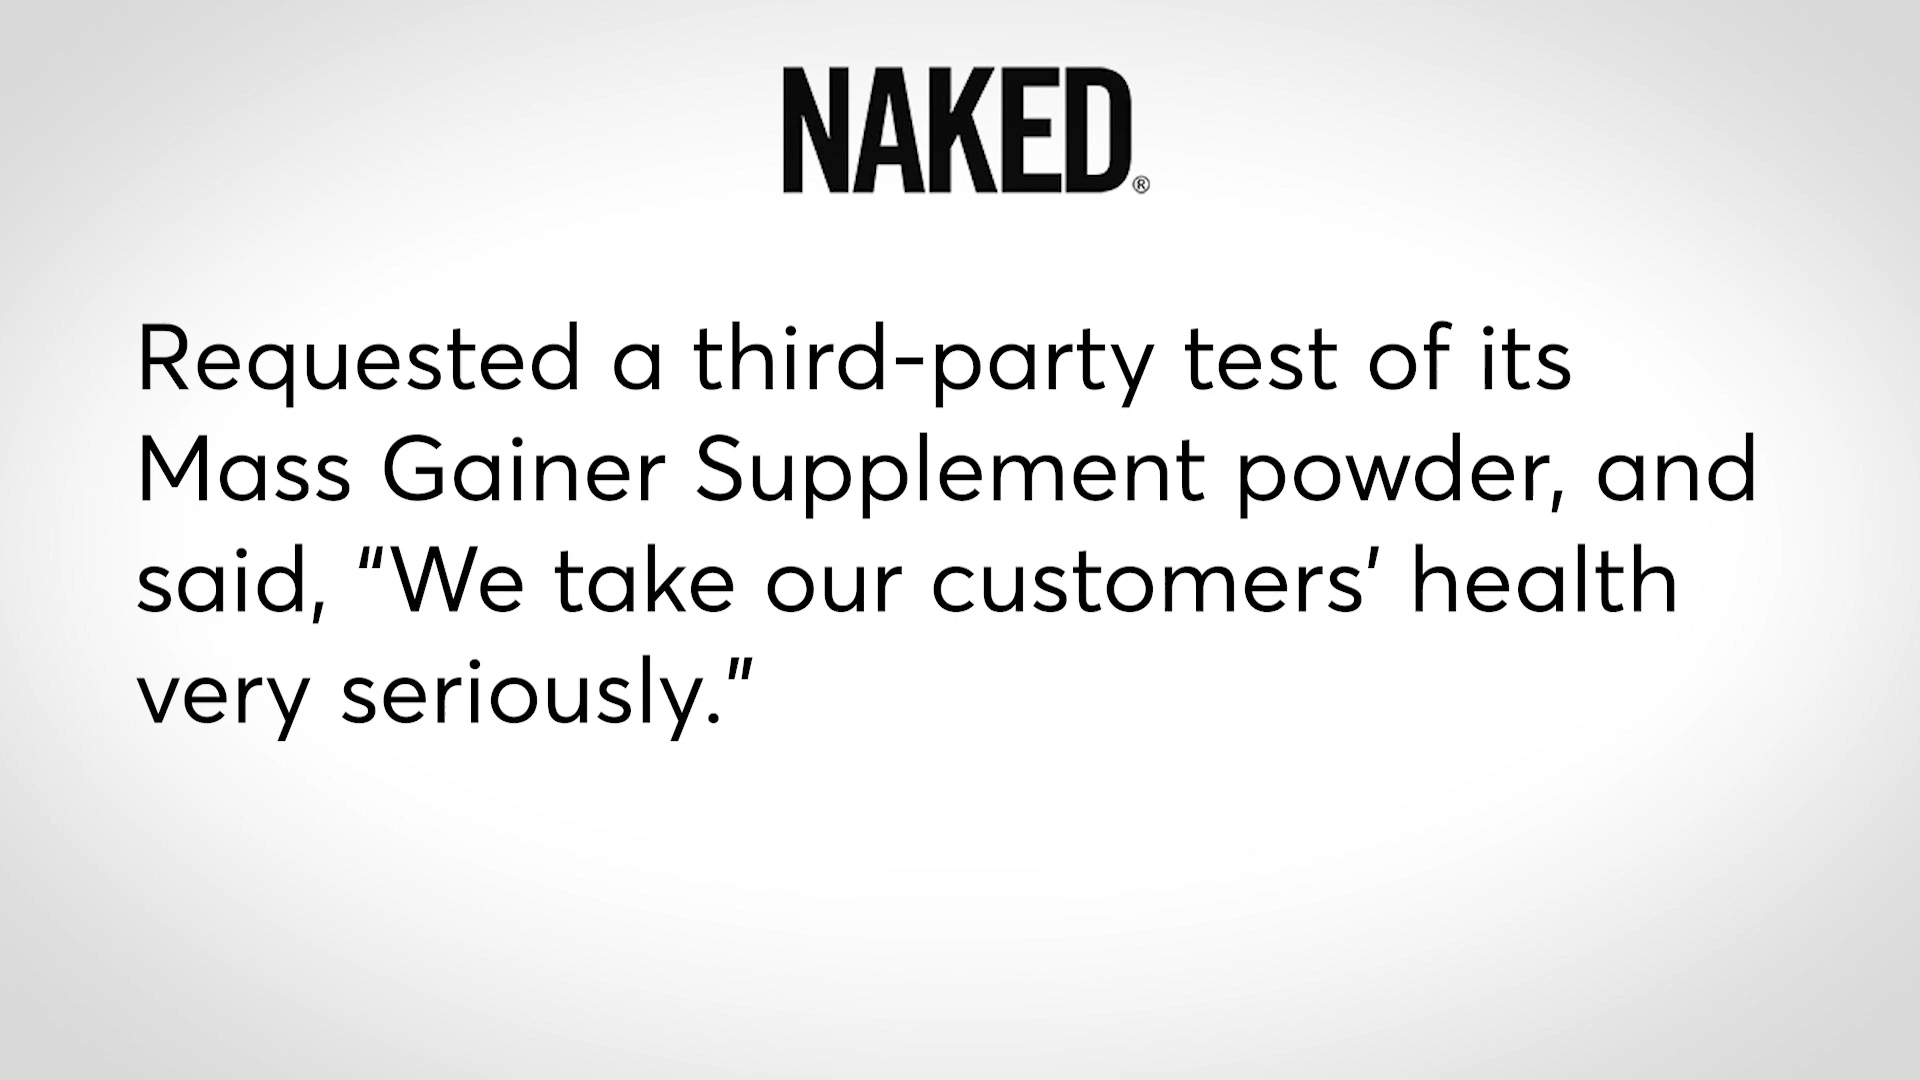 NAKED®
Requested a third-party test of its
Mass Gainer Supplement powder, and
said, “We take our customers’ health
very seriously.”